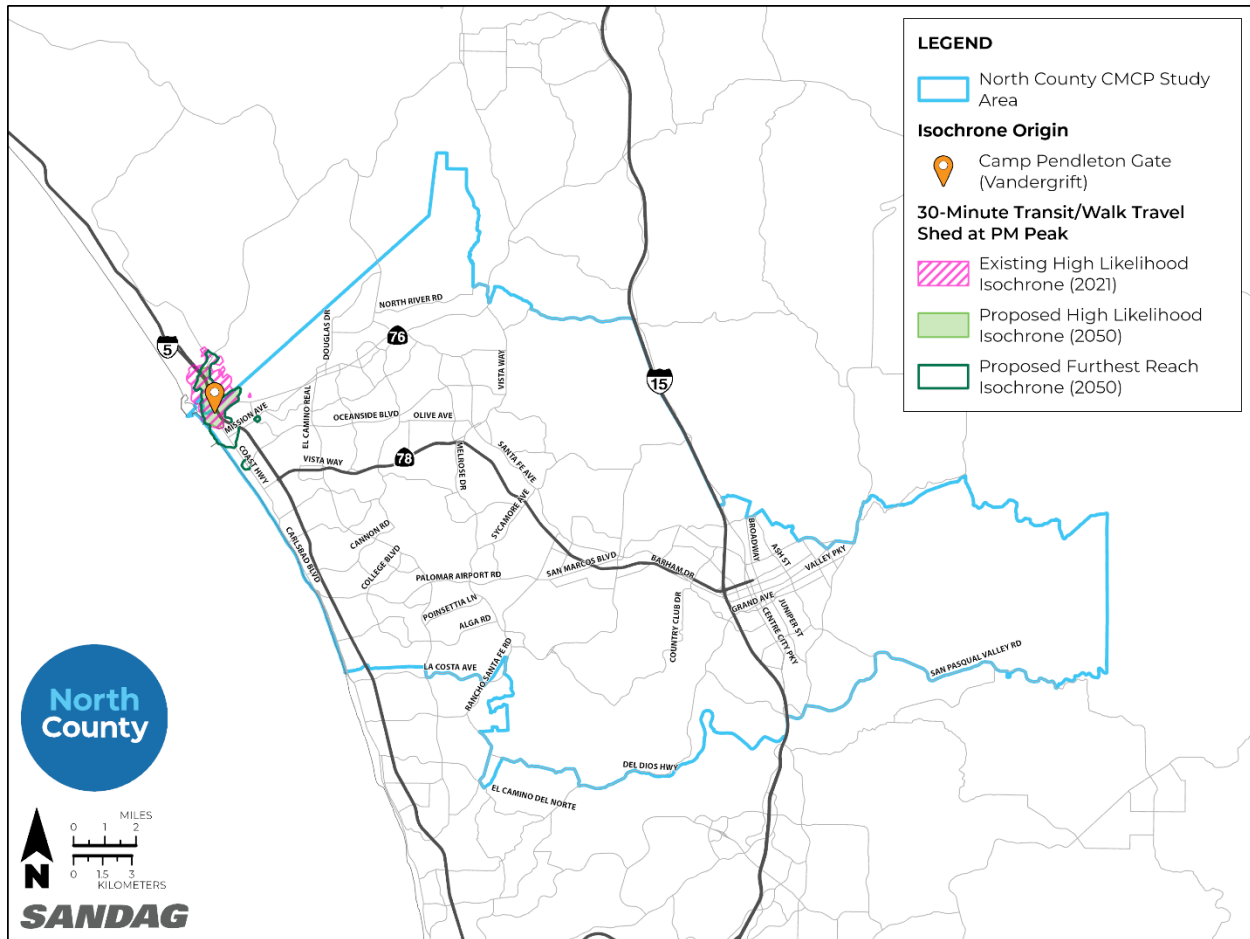 LEGEND
North County CMCP Study
Area
Isochrone Origin
Camp Pendleton Gate
(Vandergrift)
30-Minute Transit/Walk Travel
Shed at PM Peak
Existing High Likelihood
Isochrone (2021)
Proposed High Likelihood
Isochrone (2050)
Proposed Furthest Reach
Isochrone (2050)
NORTH RIVER RD
DOUGLAS DR
76
5
VISTA WAY
15
MISSION AVE
EL CAMINO REAL
OCEANSIDE BLVD
OLIVE AVE
COAST HWY
VISTA WAY
78
MELROSE DR
SANTA FE AVE
SYCAMORE AVE
CANNON RD
COLLEGE BLVD
CARLSBAD BLVD
PALOMAR AIRPORT RD
SAN MARCOS BLVD
BARHAM DR
BROADWAY
ASH ST
VALLEY PKY
GRAND AVE
JUNIPER ST
CENTRE CITY PKY
POINSETTIA LN
ALGA RD
COUNTRY CLUB DR
LA COSTA AVE
RANCHO SANTA FE RD
SAN PASQUAL VALLEY RD
DEL DIOS HWY
EL CAMINO DEL NORTE
North
County
MILES
0 1 2
0 1.5 3
KILOMETERS
N
SANDAG